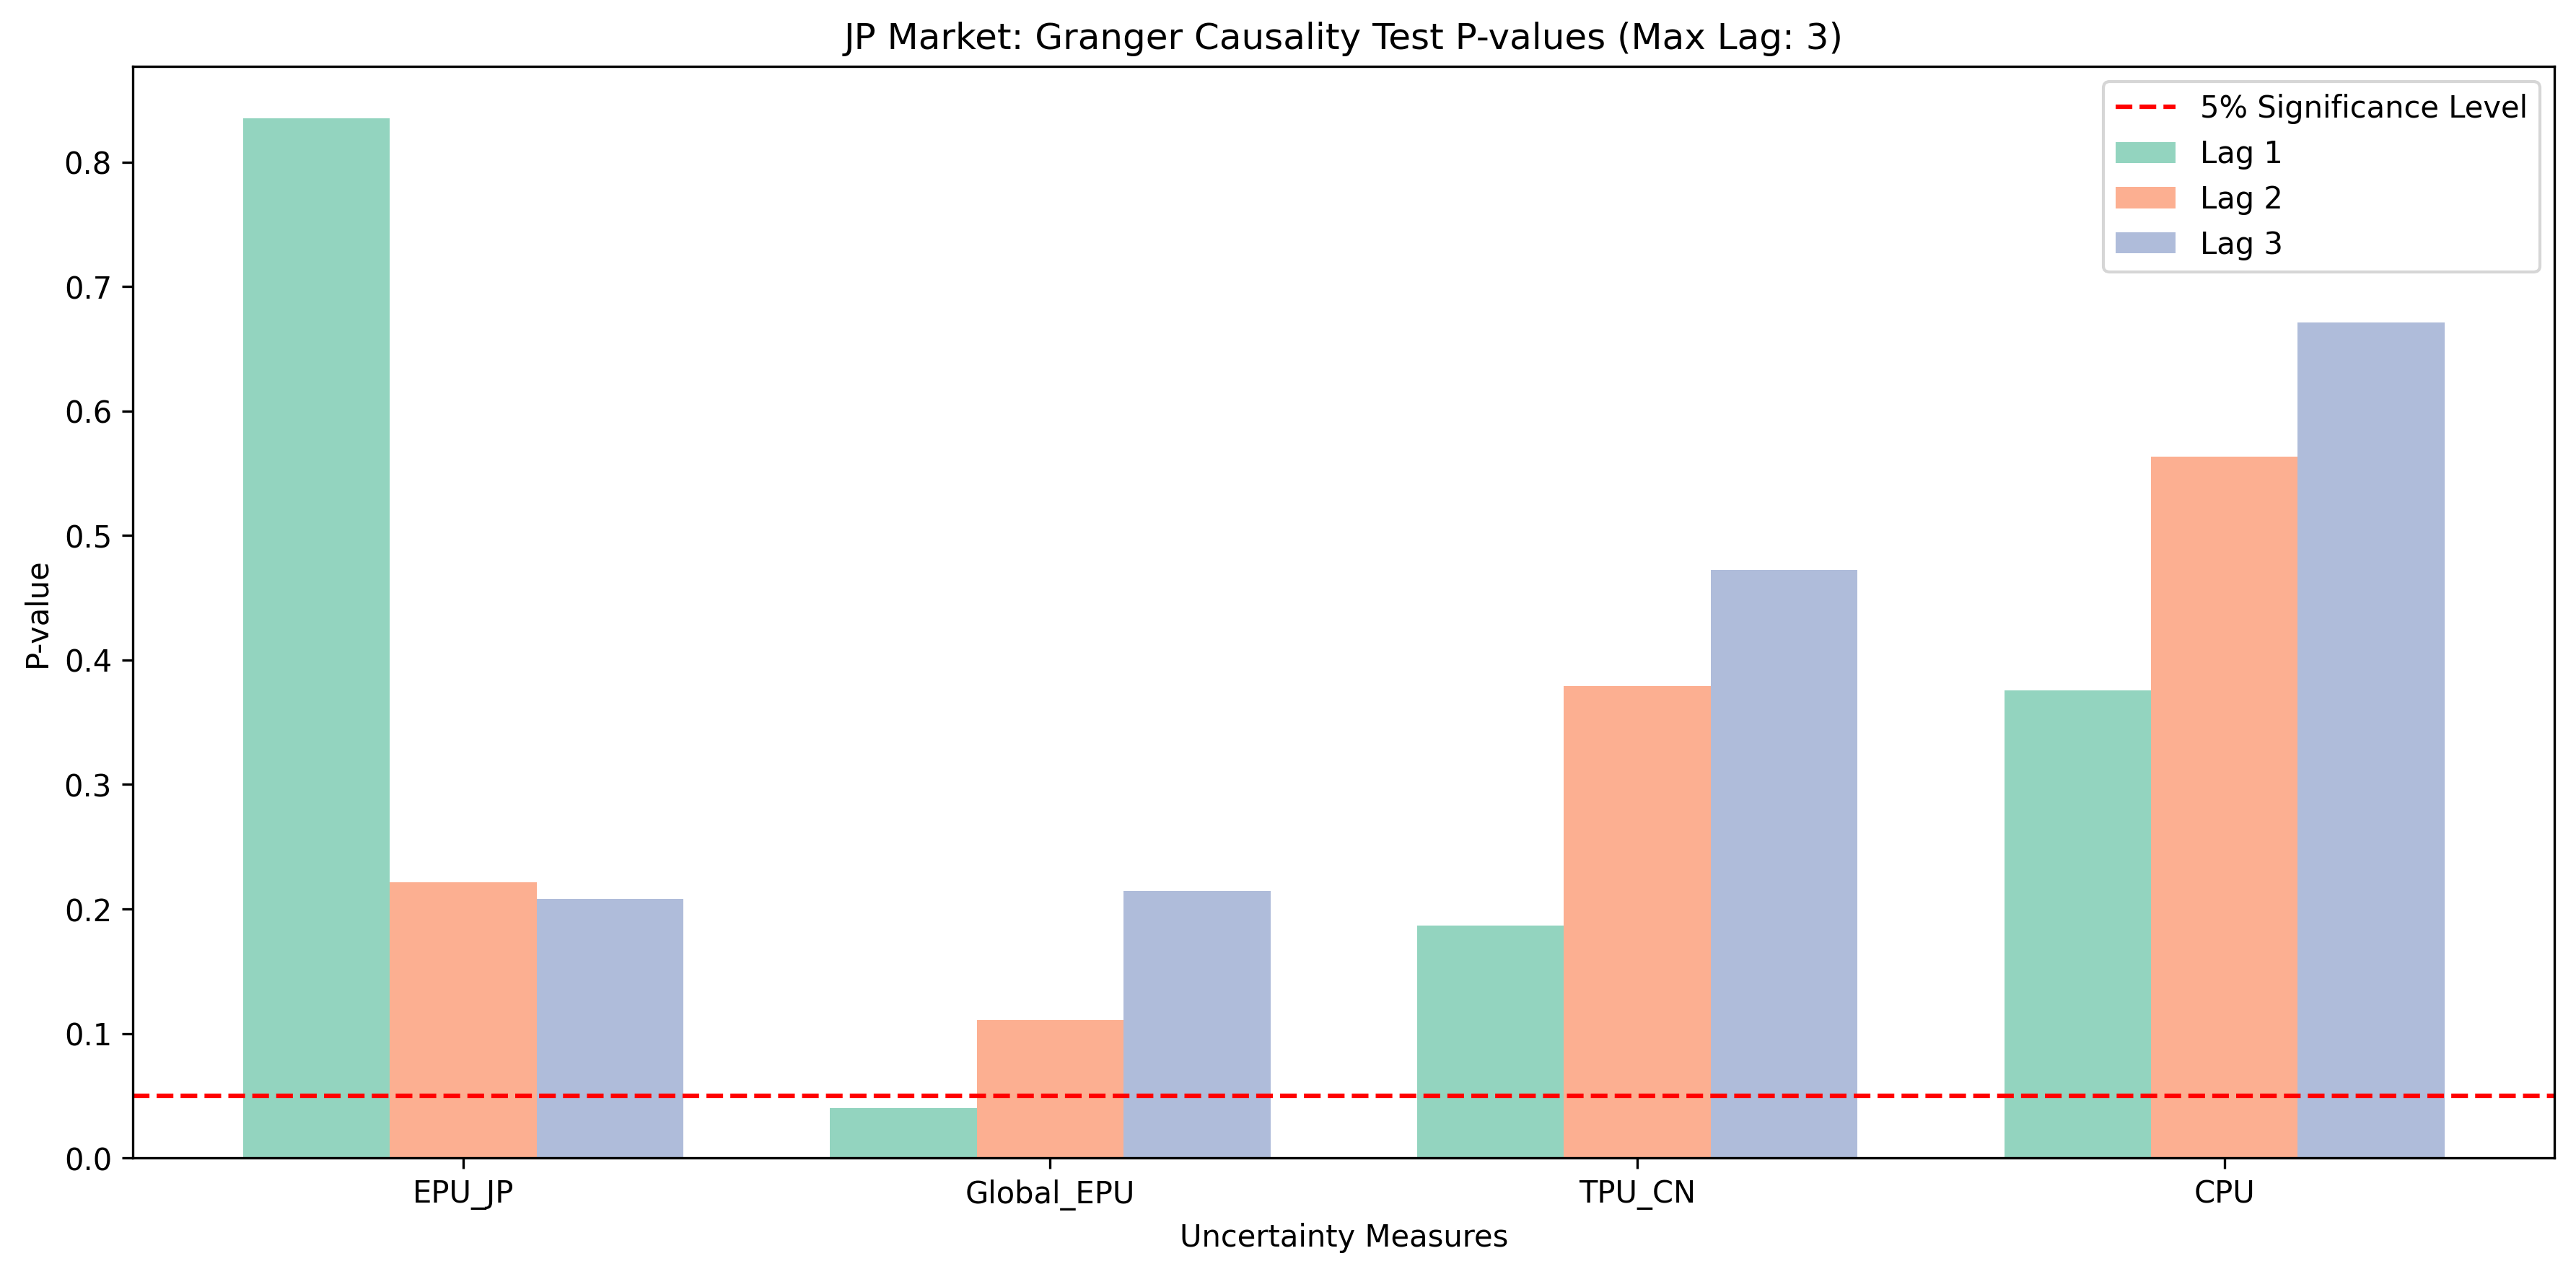 JP Market: Granger Causality Test P-values (Max Lag: 3)
5% Significance Level
Lag 1
Lag 2
Lag 3
P-value
0.8
0.7
0.6
0.5
0.4
0.3
0.2
0.1
0.0
EPU_JP Global_EPU TPU_CN CPU
Uncertainty Measures